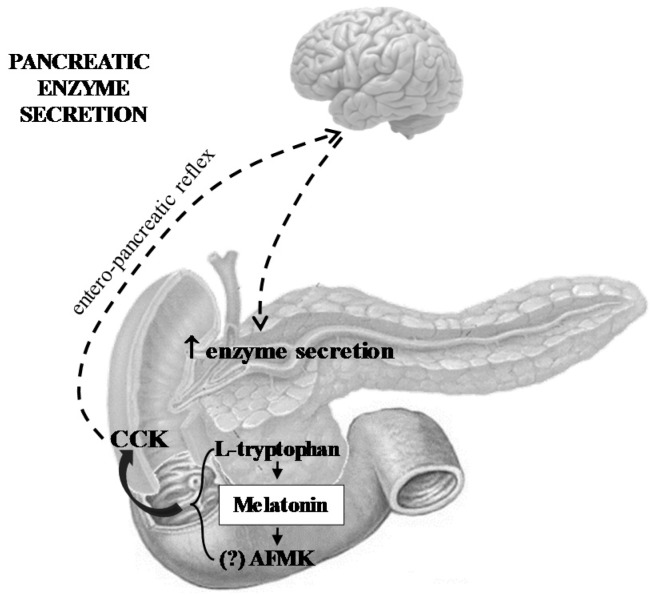 PANCREATIC
ENZYME
SECRETION
entero-pancreatic reflex
↑ enzyme secretion
CCK
L-tryptophan
Melatonin
(?) AFMK